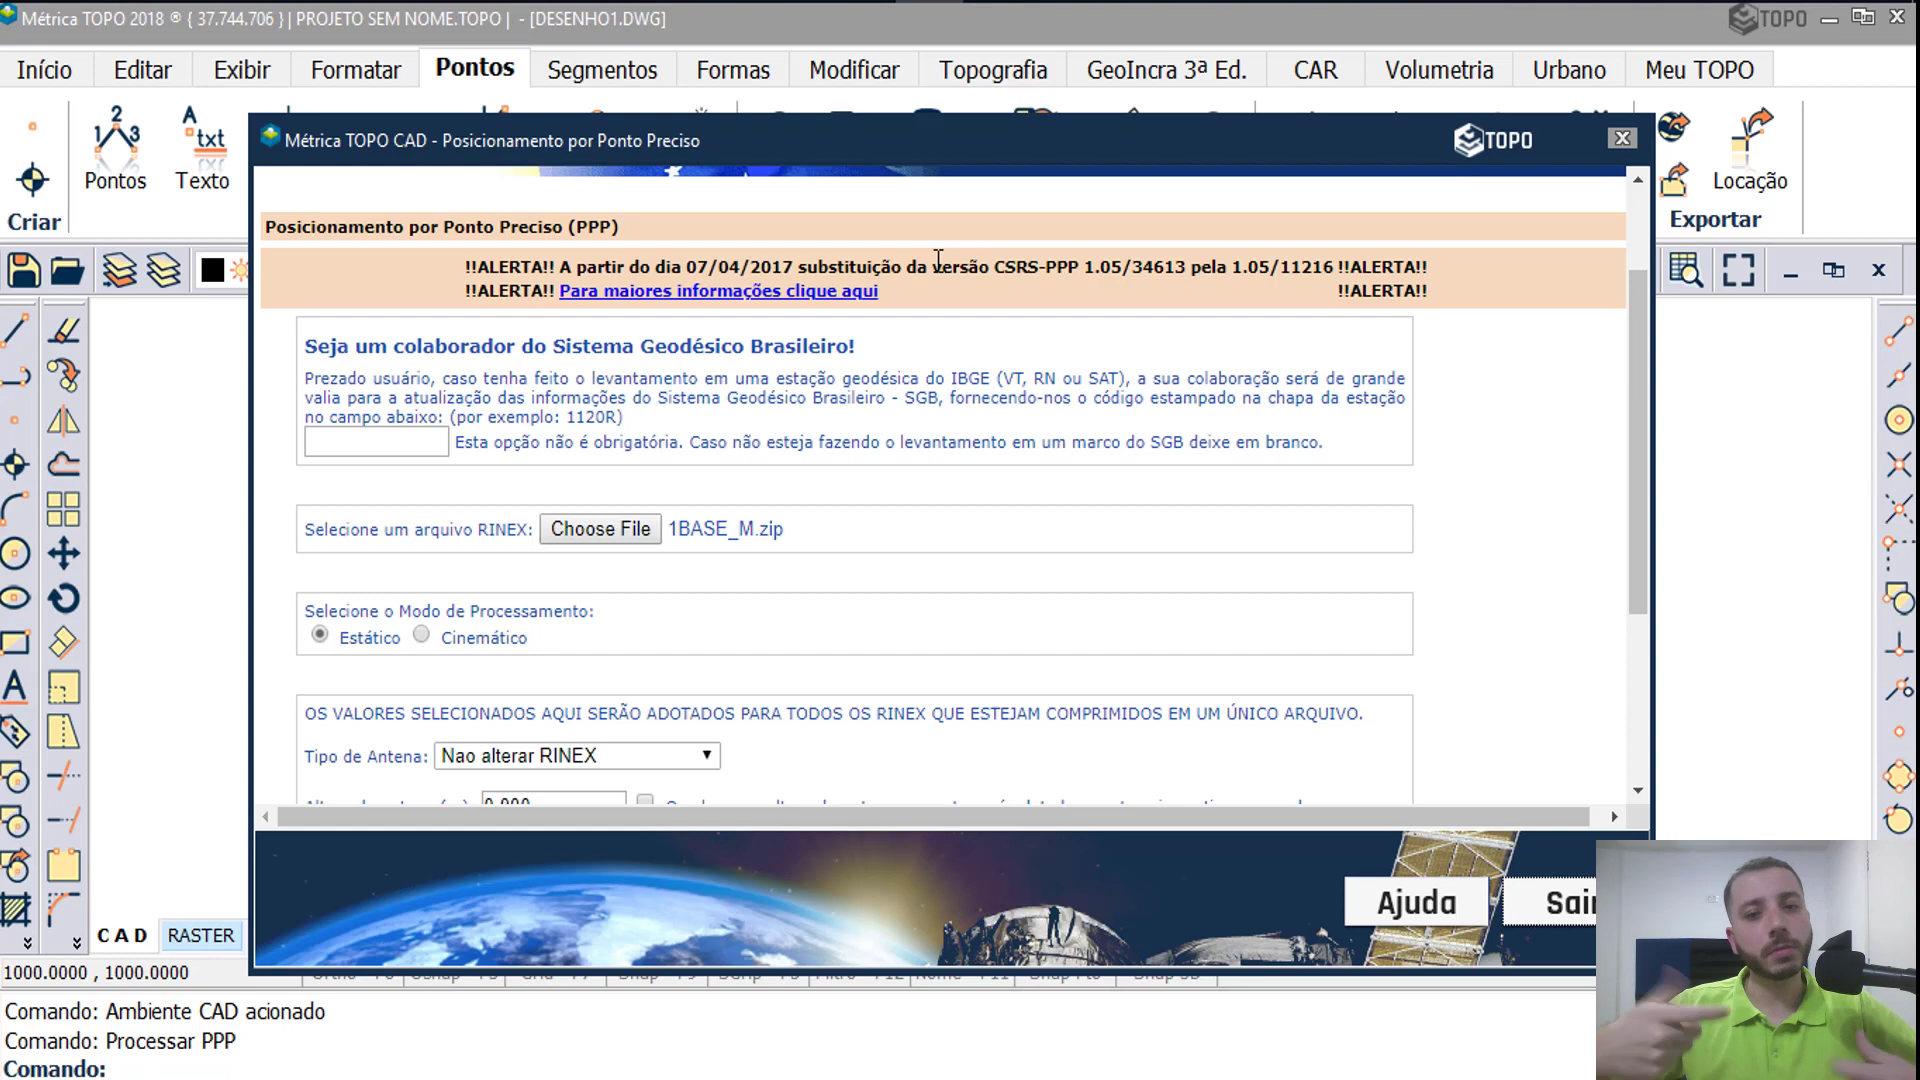 Métrica TOPO 2018 ® { 37.744.706 } | PROJETO SEM NOME.TOPO | - [DESENHO1.DWG]
TOPO
Início Editar Exibir Formatar Pontos Segmentos Formas Modificar Topografia GeoIncra 3ª Ed. CAR Volumetria Urbano Meu TOPO
Pontos Texto Locação
Criar Exportar
Métrica TOPO CAD - Posicionamento por Ponto Preciso
TOPO
Posicionamento por Ponto Preciso (PPP)
!!ALERTA!! A partir do dia 07/04/2017 substituição da versão CSRS-PPP 1.05/34613 pela 1.05/11216 !!ALERTA!!
!!ALERTA!! Para maiores informações clique aqui !!ALERTA!!
Seja um colaborador do Sistema Geodésico Brasileiro!
Prezado usuário, caso tenha feito o levantamento em uma estação geodésica do IBGE (VT, RN ou SAT), a sua colaboração será de grande
valia para a atualização das informações do Sistema Geodésico Brasileiro - SGB, fornecendo-nos o código estampado na chapa da estação
no campo abaixo: (por exemplo: 1120R)
Esta opção não é obrigatória. Caso não esteja fazendo o levantamento em um marco do SGB deixe em branco.
Selecione um arquivo RINEX: Choose File 1BASE_M.zip
Selecione o Modo de Processamento:
Estático Cinemático
OS VALORES SELECIONADOS AQUI SERÃO ADOTADOS PARA TODOS OS RINEX QUE ESTEJAM COMPRIMIDOS EM UM ÚNICO ARQUIVO.
Tipo de Antena: Nao alterar RINEX
0,000
Ajuda Sair
CAD RASTER
1000.0000 , 1000.0000
Comando: Ambiente CAD acionado
Comando: Processar PPP
Comando: